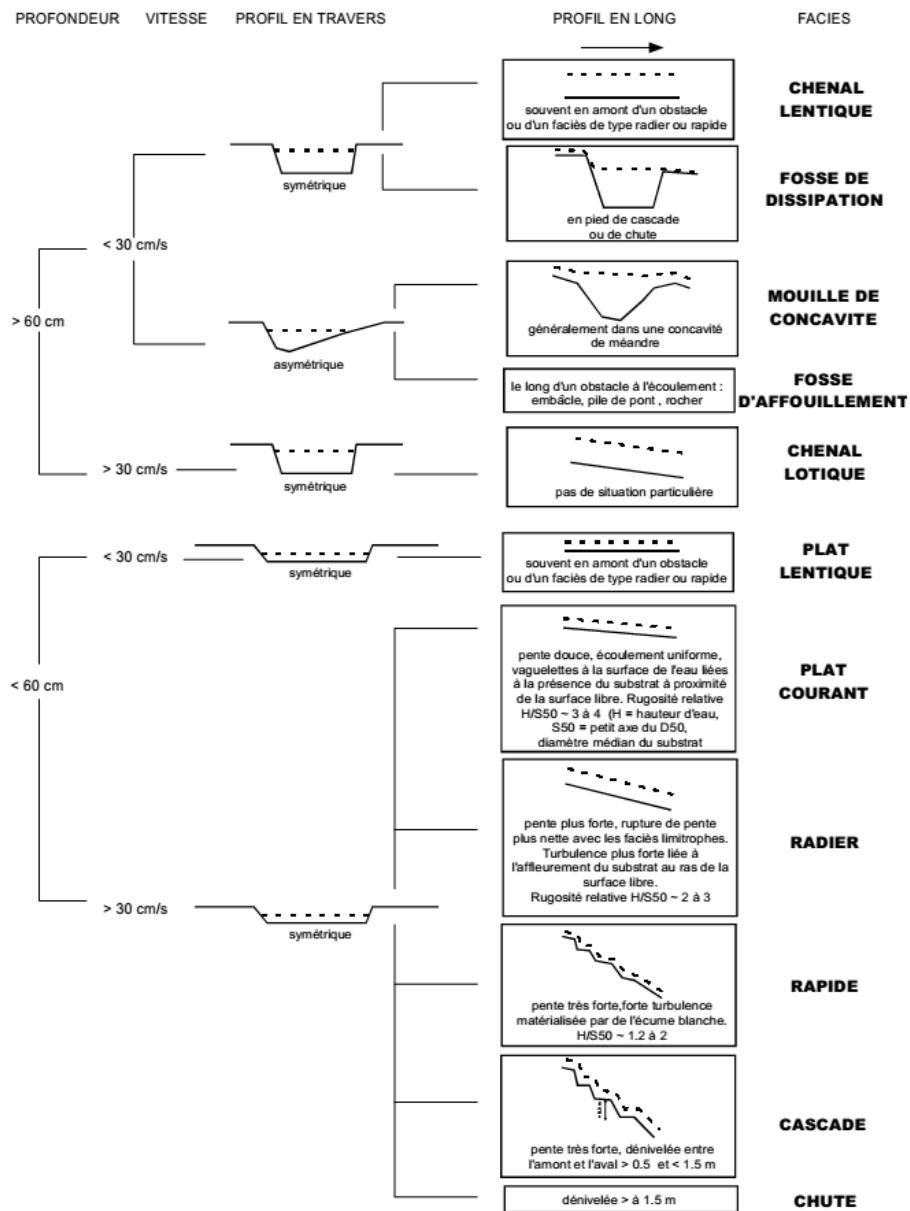 PROFONDEUR VITESSE PROFIL EN TRAVERS PROFIL EN LONG FACIES
souvent en amont d'un obstacle
ou d'un faciès de type radier ou rapide
CHENAL
LENTIQUE
symétrique
en pied de cascade
ou de chute
FOSSE DE
DISSIPATION
< 30 cm/s
> 60 cm
asymétrique
généralement dans une concavité
de méandre
MOUILLE DE
CONCAVITE
le long d'un obstacle à l'écoulement :
embâcle, pile de pont , rocher
FOSSE
D'AFFOUILLEMENT
> 30 cm/s
symétrique
pas de situation particulière
CHENAL
LOTIQUE
< 30 cm/s
symétrique
souvent en amont d'un obstacle
ou d'un faciès de type radier ou rapide
PLAT
LENTIQUE
< 60 cm
pente douce, écoulement uniforme,
vaguelettes à la surface de l'eau liées
à la présence du substrat à proximité
de la surface libre. Rugosité relative
H/S50 ~ 3 à 4 (H = hauteur d'eau,
S50 = petit axe du D50,
diamètre médian du substrat
PLAT
COURANT
pente plus forte, rupture de pente
plus nette avec les faciès limitrophes.
Turbulence plus forte liée à
l'affleurement du substrat au ras de la
surface libre.
Rugosité relative H/S50 ~ 2 à 3
RADIER
> 30 cm/s
symétrique
pente très forte,forte turbulence
matérialisée par de l'écume blanche.
H/S50 ~ 1.2 à 2
RAPIDE
pente très forte, dénivelée entre
l'amont et l'aval > 0.5 et < 1.5 m
CASCADE
dénivelée > à 1.5 m
CHUTE